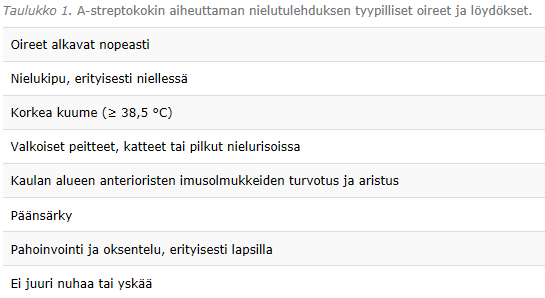 Taulukko 1. A-streptokokin aiheuttaman nielutulehduksen tyypilliset oireet ja löydökset.
Oireet alkavat nopeasti
Nielukipu, erityisesti niellessä
Korkea kuume (≥ 38,5 °C)
Valkoiset peitteet, katteet tai pilkut nielurisoissa
Kaulan alueen anterioristen imusolmukkeiden turvotus ja aristus
Päänsärky
Pahoinvointi ja oksentelu, erityisesti lapsilla
Ei juuri nuhaa tai yskää